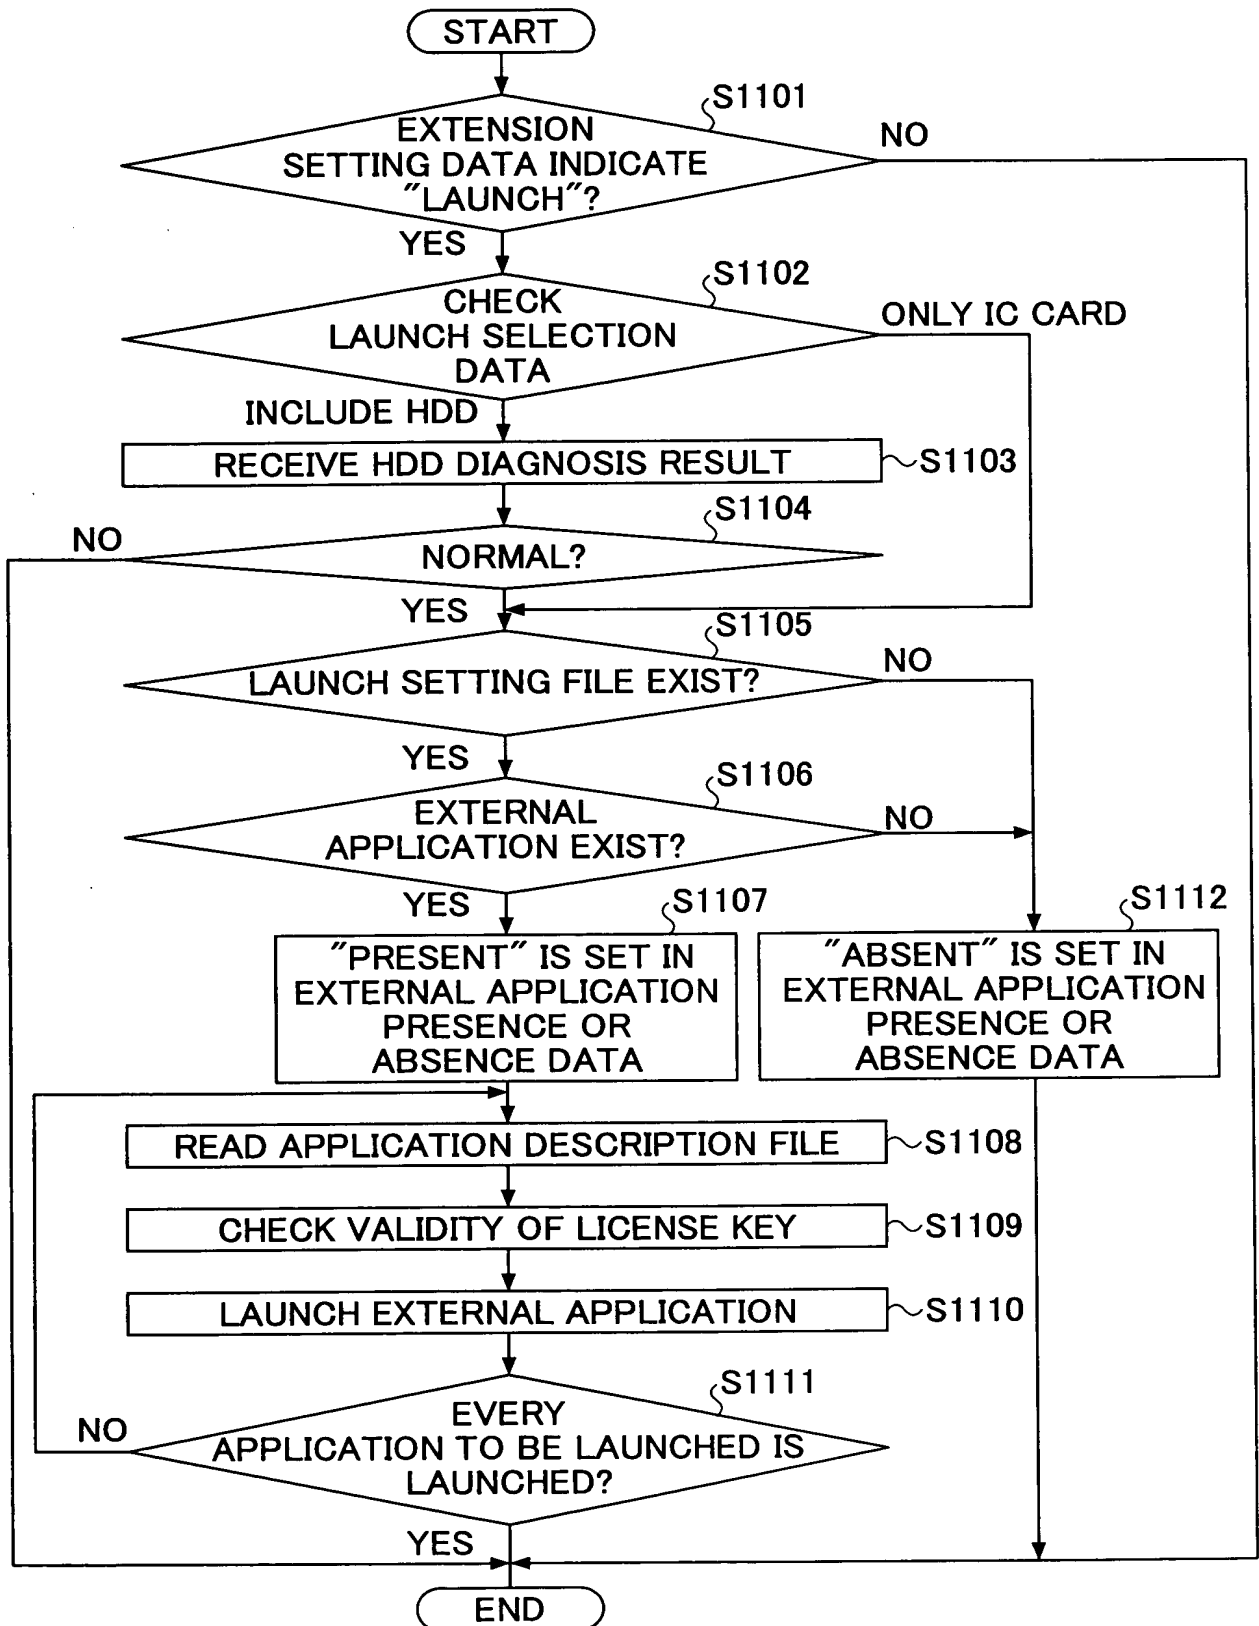 START
S1101
EXTENSION
SETTING DATA INDICATE
"LAUNCH"?
NO
YES
S1102
CHECK
LAUNCH SELECTION
DATA
ONLY IC CARD
INCLUDE HDD
RECEIVE HDD DIAGNOSIS RESULT
S1103
S1104
NO
NORMAL?
YES
S1105
LAUNCH SETTING FILE EXIST?
NO
YES
S1106
EXTERNAL
APPLICATION EXIST?
NO
YES
S1107
"PRESENT" IS SET IN
EXTERNAL APPLICATION
PRESENCE OR
ABSENCE DATA
S1112
"ABSENT" IS SET IN
EXTERNAL APPLICATION
PRESENCE OR
ABSENCE DATA
READ APPLICATION DESCRIPTION FILE
S1108
CHECK VALIDITY OF LICENSE KEY
S1109
LAUNCH EXTERNAL APPLICATION
S1110
S1111
NO
EVERY
APPLICATION TO BE LAUNCHED IS
LAUNCHED?
YES
END